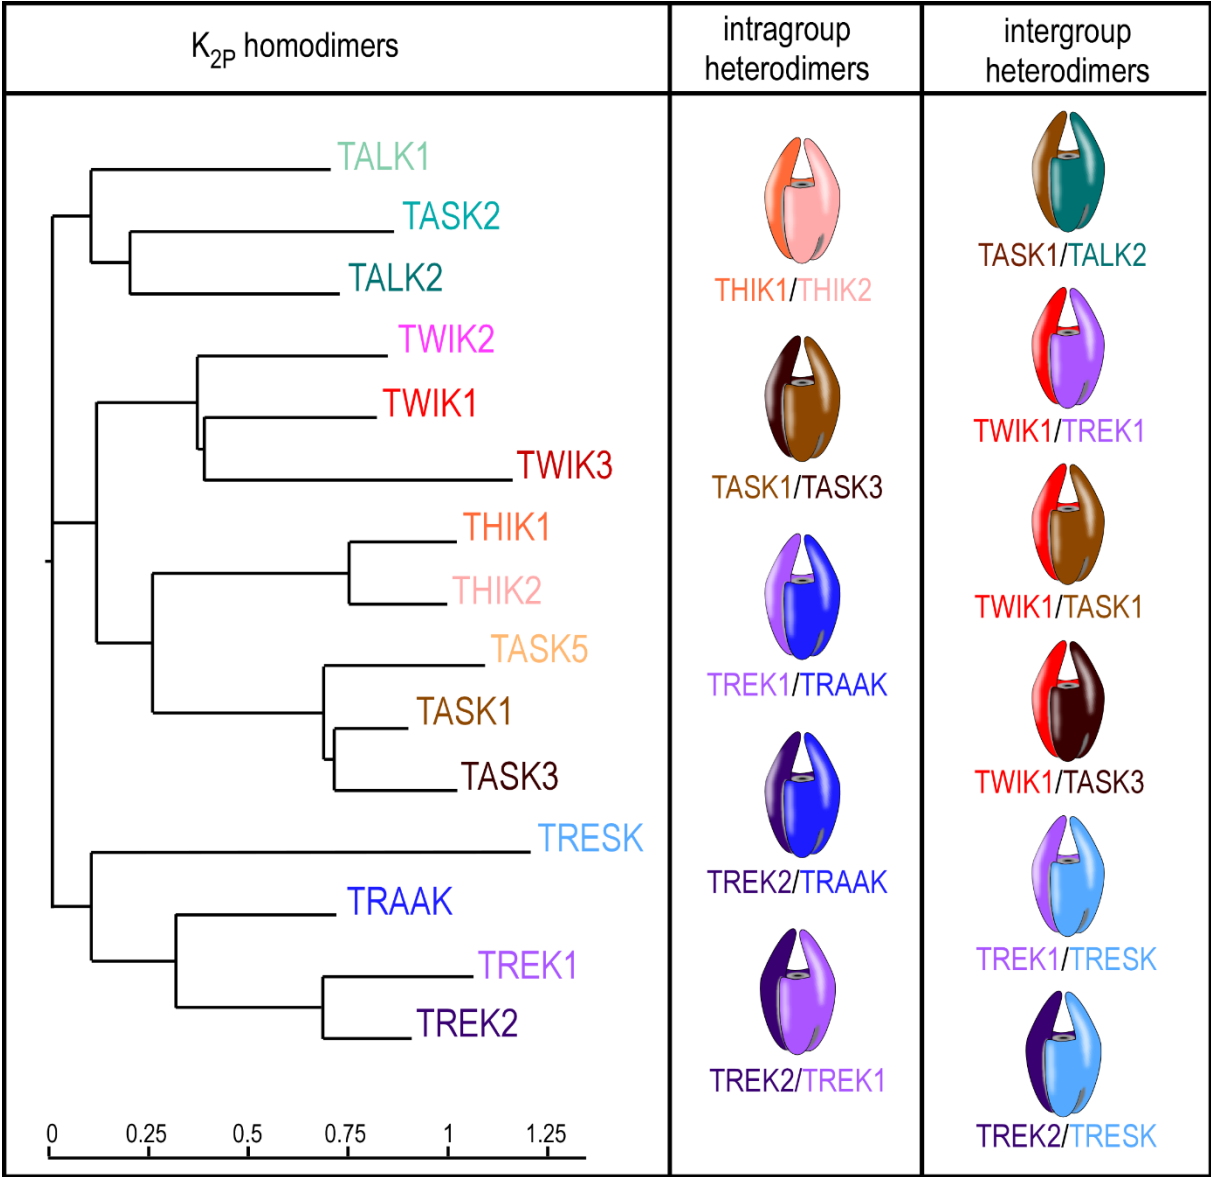 K2P homodimers
intragroup
heterodimers
intergroup
heterodimers
TALK1
TASK2
TALK2
TWIK2
TWIK1
TWIK3
THIK1
THIK2
TASK5
TASK1
TASK3
TRESK
TRAAK
TREK1
TREK2
0 0.25 0.5 0.75 1 1.25
THIK1/THIK2
TASK1/TASK3
TREK1/TRAAK
TREK2/TRAAK
TREK2/TREK1
TASK1/TALK2
TWIK1/TREK1
TWIK1/TASK1
TWIK1/TASK3
TREK1/TRESK
TREK2/TRESK